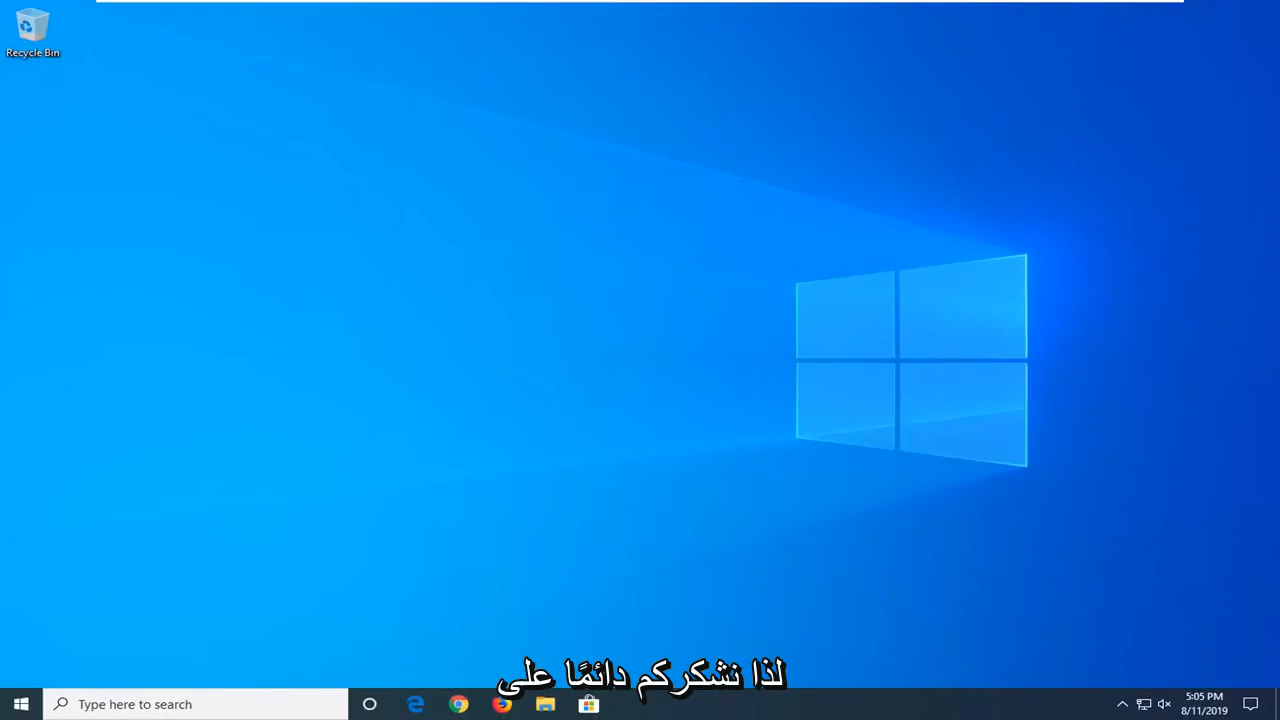 Recycle Bin
لذا نشكركم دائمًا على
Type here to search
5:05 PM
8/11/2019